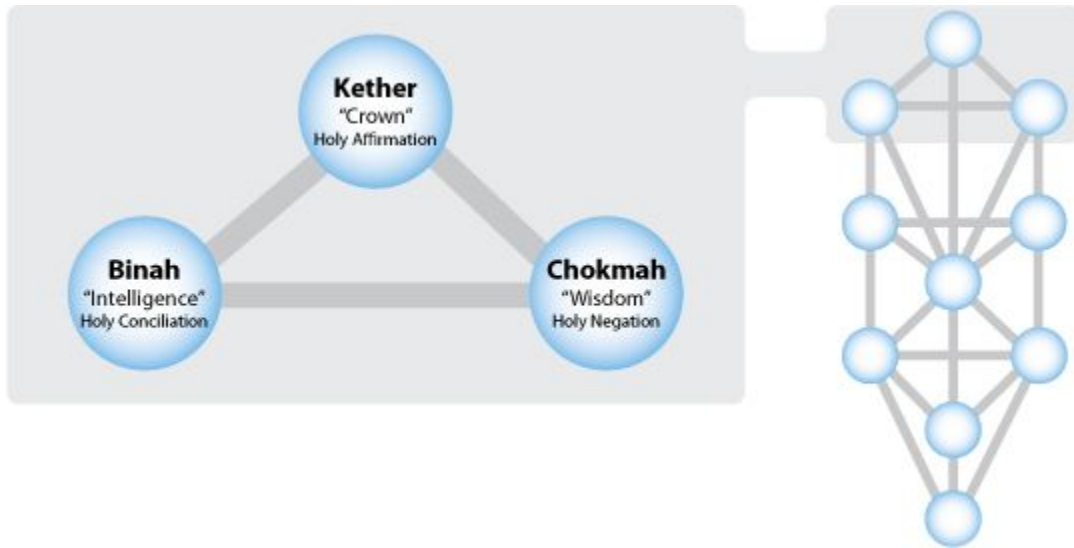 Kether
“Crown”
Holy Affirmation
Binah
“Intelligence”
Holy Conciliation
Chokmah
“Wisdom”
Holy Negation